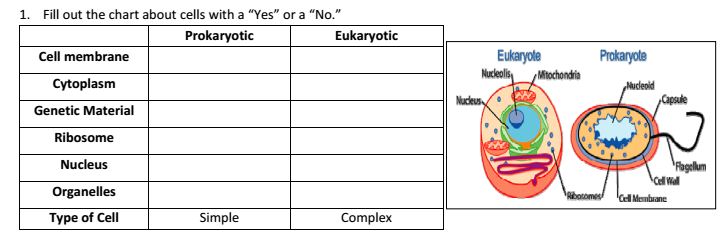 1. Fill out the chart about cells with a “Yes” or a “No.”
Prokaryotic Eukaryotic
Cell membrane
Cytoplasm
Genetic Material
Ribosome
Nucleus
Organelles
Type of Cell Simple Complex
Eukaryote Prokaryote
Nucleolis Mitochondria
Nucleoid
Nucleus Capsule
Flagellum
Cell Wall
Ribosomes Cell Membrane